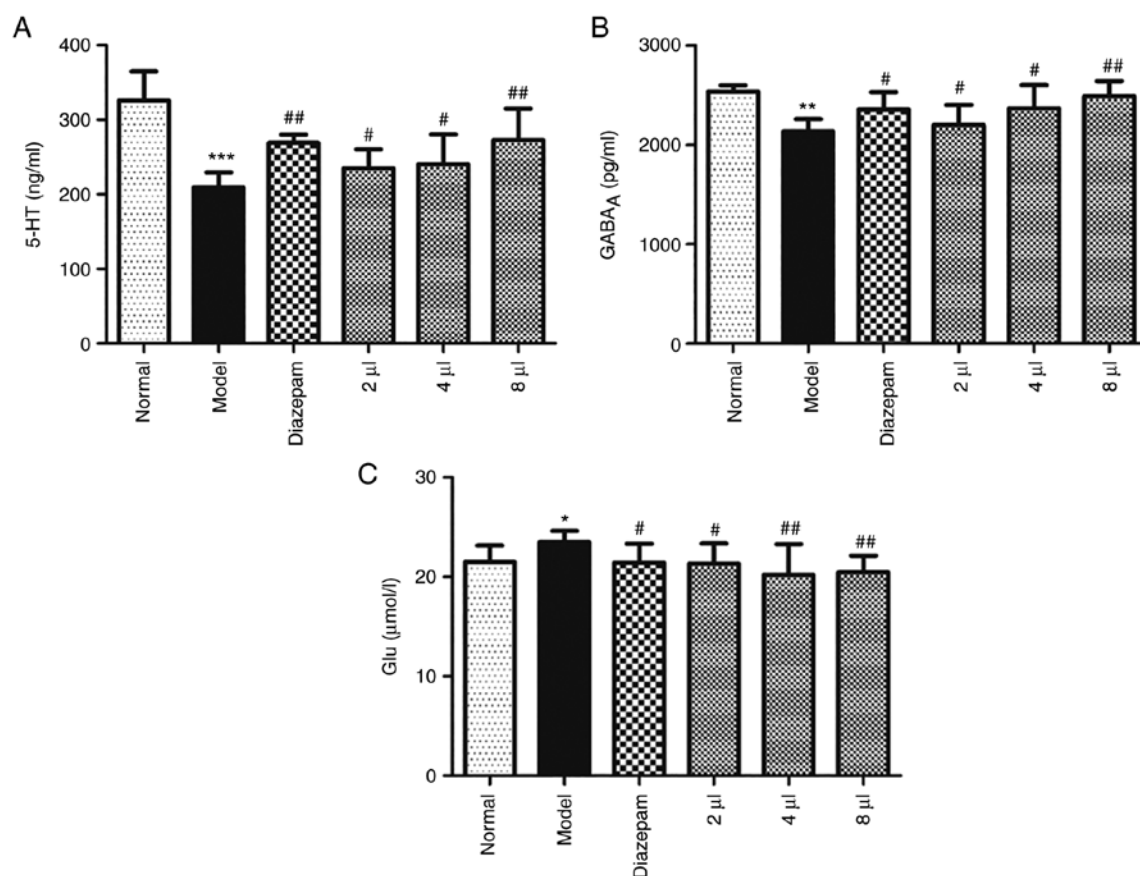 A
5-HT (ng/ml)
400
300
200
100
0
***
##
#
#
##
Normal
Model
Diazepam
2 μl
4 μl
8 μl
B
GABAA (pg/ml)
3000
2000
1000
0
**
#
#
#
##
Normal
Model
Diazepam
2 μl
4 μl
8 μl
C
Glu (μmol/l)
30
20
10
0
*
#
#
##
##
Normal
Model
Diazepam
2 μl
4 μl
8 μl